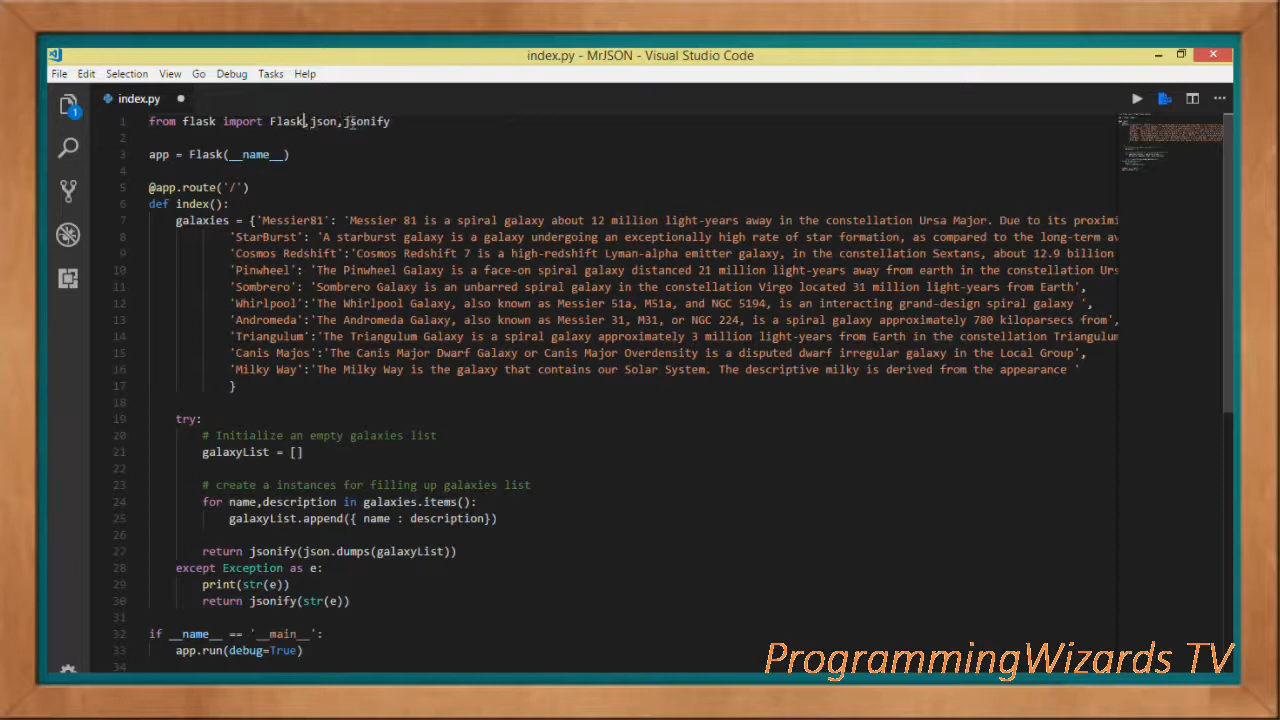 index.py - MrJSON - Visual Studio Code
File Edit Selection View Go Debug Tasks Help
1
index.py
1 from flask import Flask,json,jsonify
2
3 app = Flask(__name__)
4
5 @app.route('/')
6 def index():
7 galaxies = {'Messier81': 'Messier 81 is a spiral galaxy about 12 million light-years away in the constellation Ursa Major. Due to its proximi
8 'StarBurst': 'A starburst galaxy is a galaxy undergoing an exceptionally high rate of star formation, as compared to the long-term av
9 'Cosmos Redshift':'Cosmos Redshift 7 is a high-redshift Lyman-alpha emitter galaxy, in the constellation Sextans, about 12.9 billion
10 'Pinwheel': 'The Pinwheel Galaxy is a face-on spiral galaxy distanced 21 million light-years away from earth in the constellation Urs
11 'Sombrero': 'Sombrero Galaxy is an unbarred spiral galaxy in the constellation Virgo located 31 million light-years from Earth',
12 'Whirlpool':'The Whirlpool Galaxy, also known as Messier 51a, M51a, and NGC 5194, is an interacting grand-design spiral galaxy ',
13 'Andromeda':'The Andromeda Galaxy, also known as Messier 31, M31, or NGC 224, is a spiral galaxy approximately 780 kiloparsecs from',
14 'Triangulum':'The Triangulum Galaxy is a spiral galaxy approximately 3 million light-years from Earth in the constellation Triangulum
15 'Canis Majos':'The Canis Major Dwarf Galaxy or Canis Major Overdensity is a disputed dwarf irregular galaxy in the Local Group',
16 'Milky Way':'The Milky Way is the galaxy that contains our Solar System. The descriptive milky is derived from the appearance '
17 }
18
19 try:
20 # Initialize an empty galaxies list
21 galaxyList = []
22
23 # create a instances for filling up galaxies list
24 for name,description in galaxies.items():
25 galaxyList.append({ name : description})
26
27 return jsonify(json.dumps(galaxyList))
28 except Exception as e:
29 print(str(e))
30 return jsonify(str(e))
31
32 if __name__ == '__main__':
33 app.run(debug=True)
34
ProgrammingWizards TV